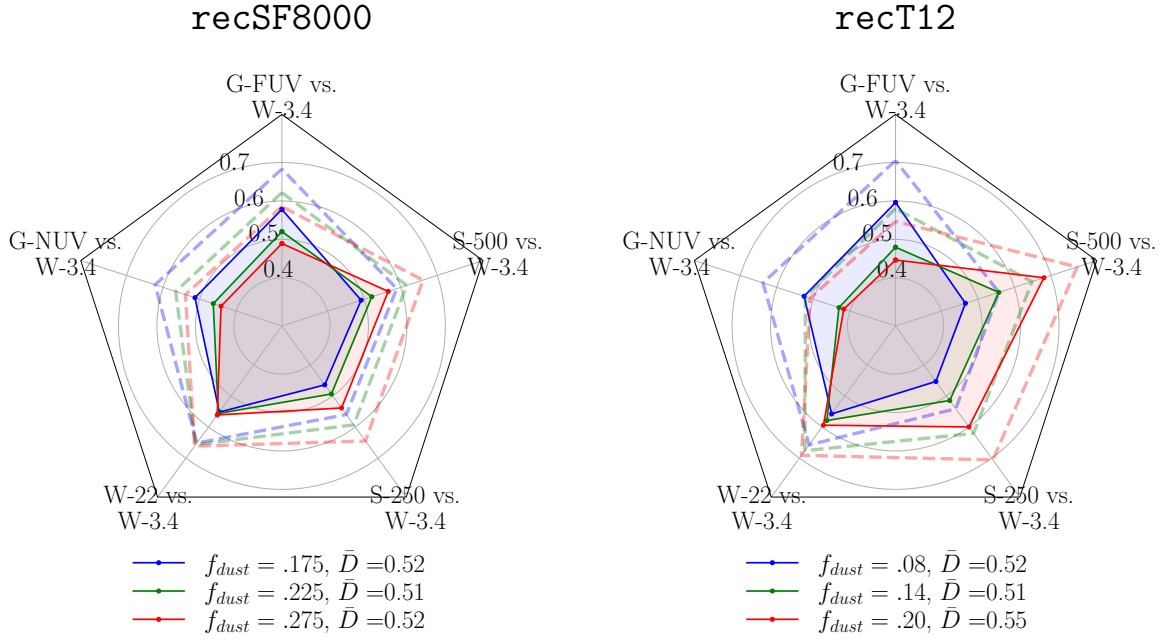 recSF8000
G-FUV vs.
W-3.4
0.7
0.6
0.5
0.4
G-NUV vs.
W-3.4
S-500 vs.
W-3.4
W-22 vs.
W-3.4
S-250 vs.
W-3.4
f_dust = .175, D̄ =0.52
f_dust = .225, D̄ =0.51
f_dust = .275, D̄ =0.52
recT12
G-FUV vs.
W-3.4
0.7
0.6
0.5
0.4
G-NUV vs.
W-3.4
S-500 vs.
W-3.4
W-22 vs.
W-3.4
S-250 vs.
W-3.4
f_dust = .08, D̄ =0.52
f_dust = .14, D̄ =0.51
f_dust = .20, D̄ =0.55